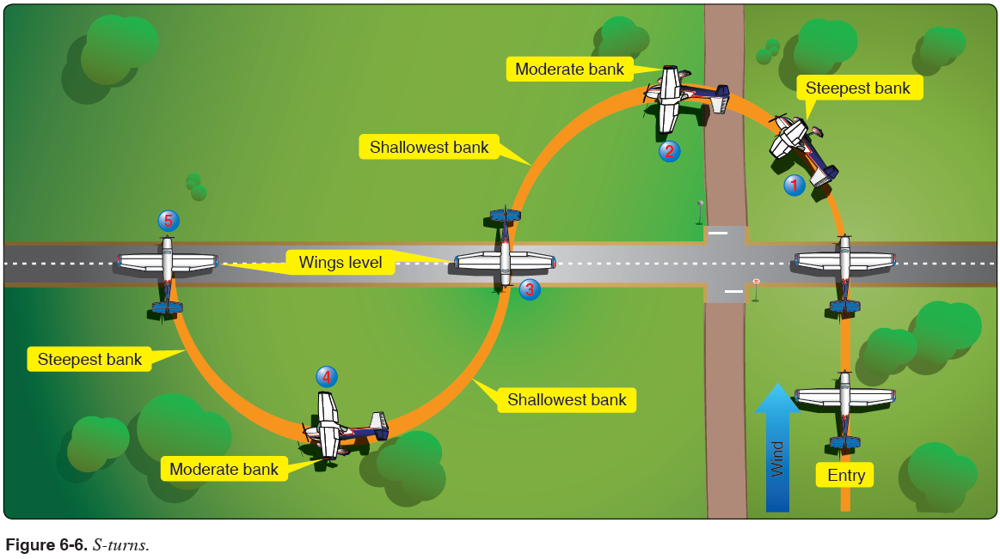 Moderate bank
Steepest bank
Shallowest bank
2
1
5
Wings level
3
Steepest bank
4
Shallowest bank
Moderate bank
Wind
Entry
Figure 6-6. S-turns.